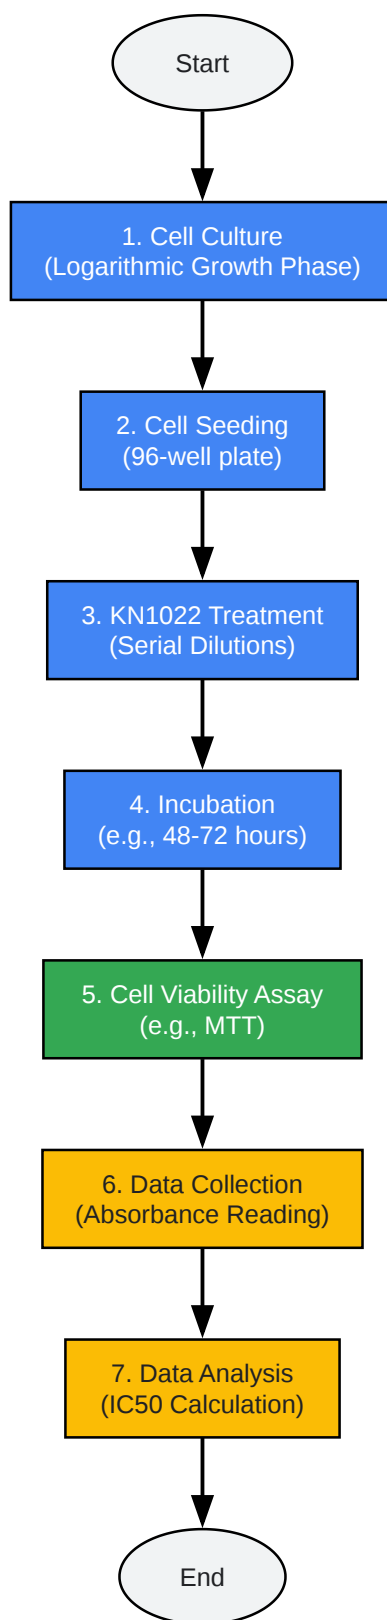 Start
1. Cell Culture
(Logarithmic Growth Phase)
2. Cell Seeding
(96-well plate)
3. KN1022 Treatment
(Serial Dilutions)
4. Incubation
(e.g., 48-72 hours)
5. Cell Viability Assay
(e.g., MTT)
6. Data Collection
(Absorbance Reading)
7. Data Analysis
(IC50 Calculation)
End